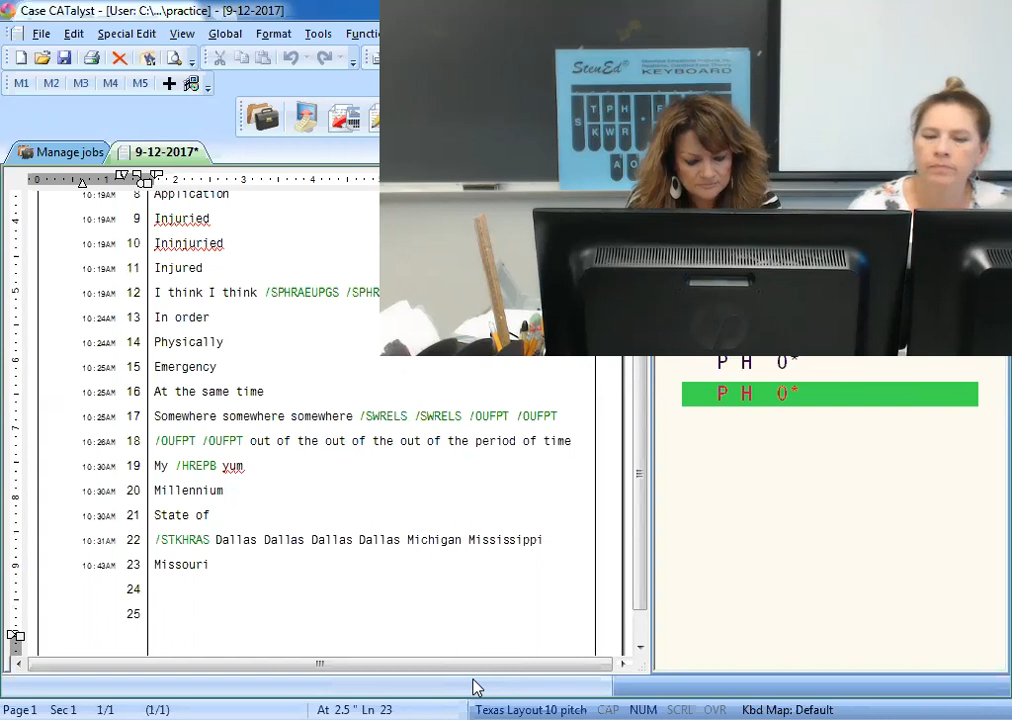 Case CATalyst - [User: C:\...\practice] - [9-12-2017]
File Edit Special Edit View Global Format Tools Functi
M1 M2 M3 M4 M5
Manage jobs 9-12-2017*
0 1 2 3 4
10:19AM 8 Application
10:19AM 9 Injuried
10:19AM 10 Ininjuried
10:19AM 11 Injured
10:19AM 12 I think I think /SPHRAEUPGS /SPHR
10:24AM 13 In order
10:24AM 14 Physically
10:25AM 15 Emergency
10:25AM 16 At the same time
10:25AM 17 Somewhere somewhere somewhere /SWRELS /SWRELS /OUFPT /OUFPT
10:26AM 18 /OUFPT /OUFPT out of the out of the out of the period of time
10:30AM 19 My /HREPB yum
10:30AM 20 Millennium
10:30AM 21 State of
10:31AM 22 /STKHRAS Dallas Dallas Dallas Dallas Michigan Mississippi
10:43AM 23 Missouri
24
25
StenEd®
KEYBOARD
S T P H
K W R
A O
P H O*
P H O*
Page 1 Sec 1 1/1 (1/1) At 2.5 " Ln 23 Texas Layout 10 pitch CAP NUM SCRL OVR Kbd Map: Default